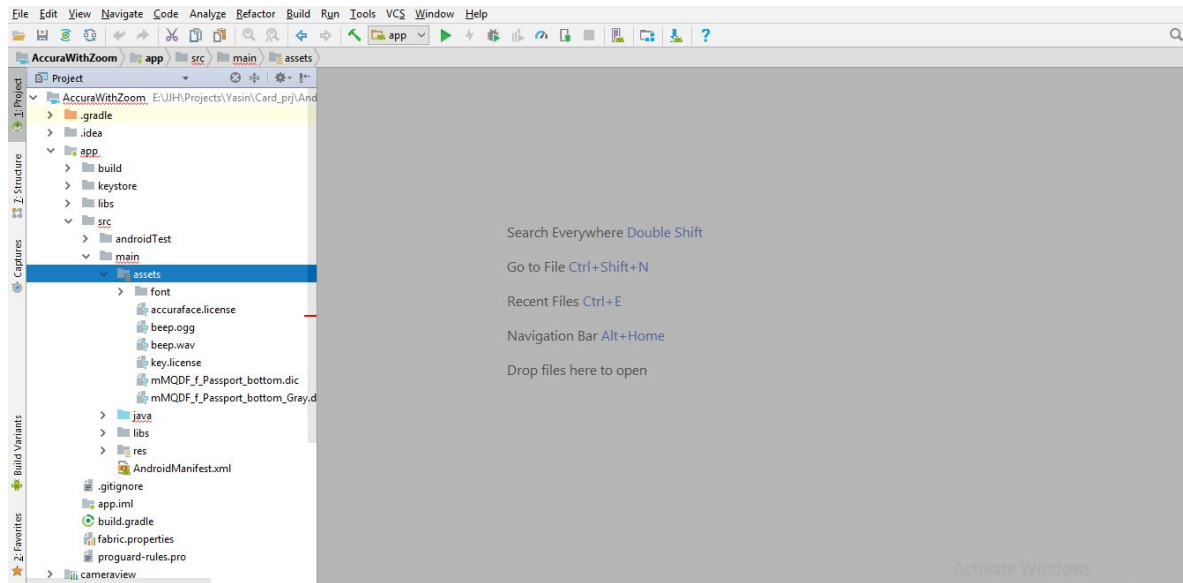 File Edit View Navigate Code Analyze Refactor Build Run Tools VCS Window Help
app
AccuraWithZoom app src main assets
Project
AccuraWithZoom E:\JJH\Projects\Yasin\Card_prj\And
.gradle
.idea
app
build
keystore
libs
src
androidTest
main
assets
font
accuraface.license
beep.ogg
beep.wav
key.license
mMQDF_f_Passport_bottom.dic
mMQDF_f_Passport_bottom_Gray.d
java
libs
res
AndroidManifest.xml
.gitignore
app.iml
build.gradle
fabric.properties
proguard-rules.pro
cameraview
1: Project
7: Structure
Captures
Build Variants
2: Favorites
Search Everywhere Double Shift
Go to File Ctrl+Shift+N
Recent Files Ctrl+E
Navigation Bar Alt+Home
Drop files here to open
Activate Windows